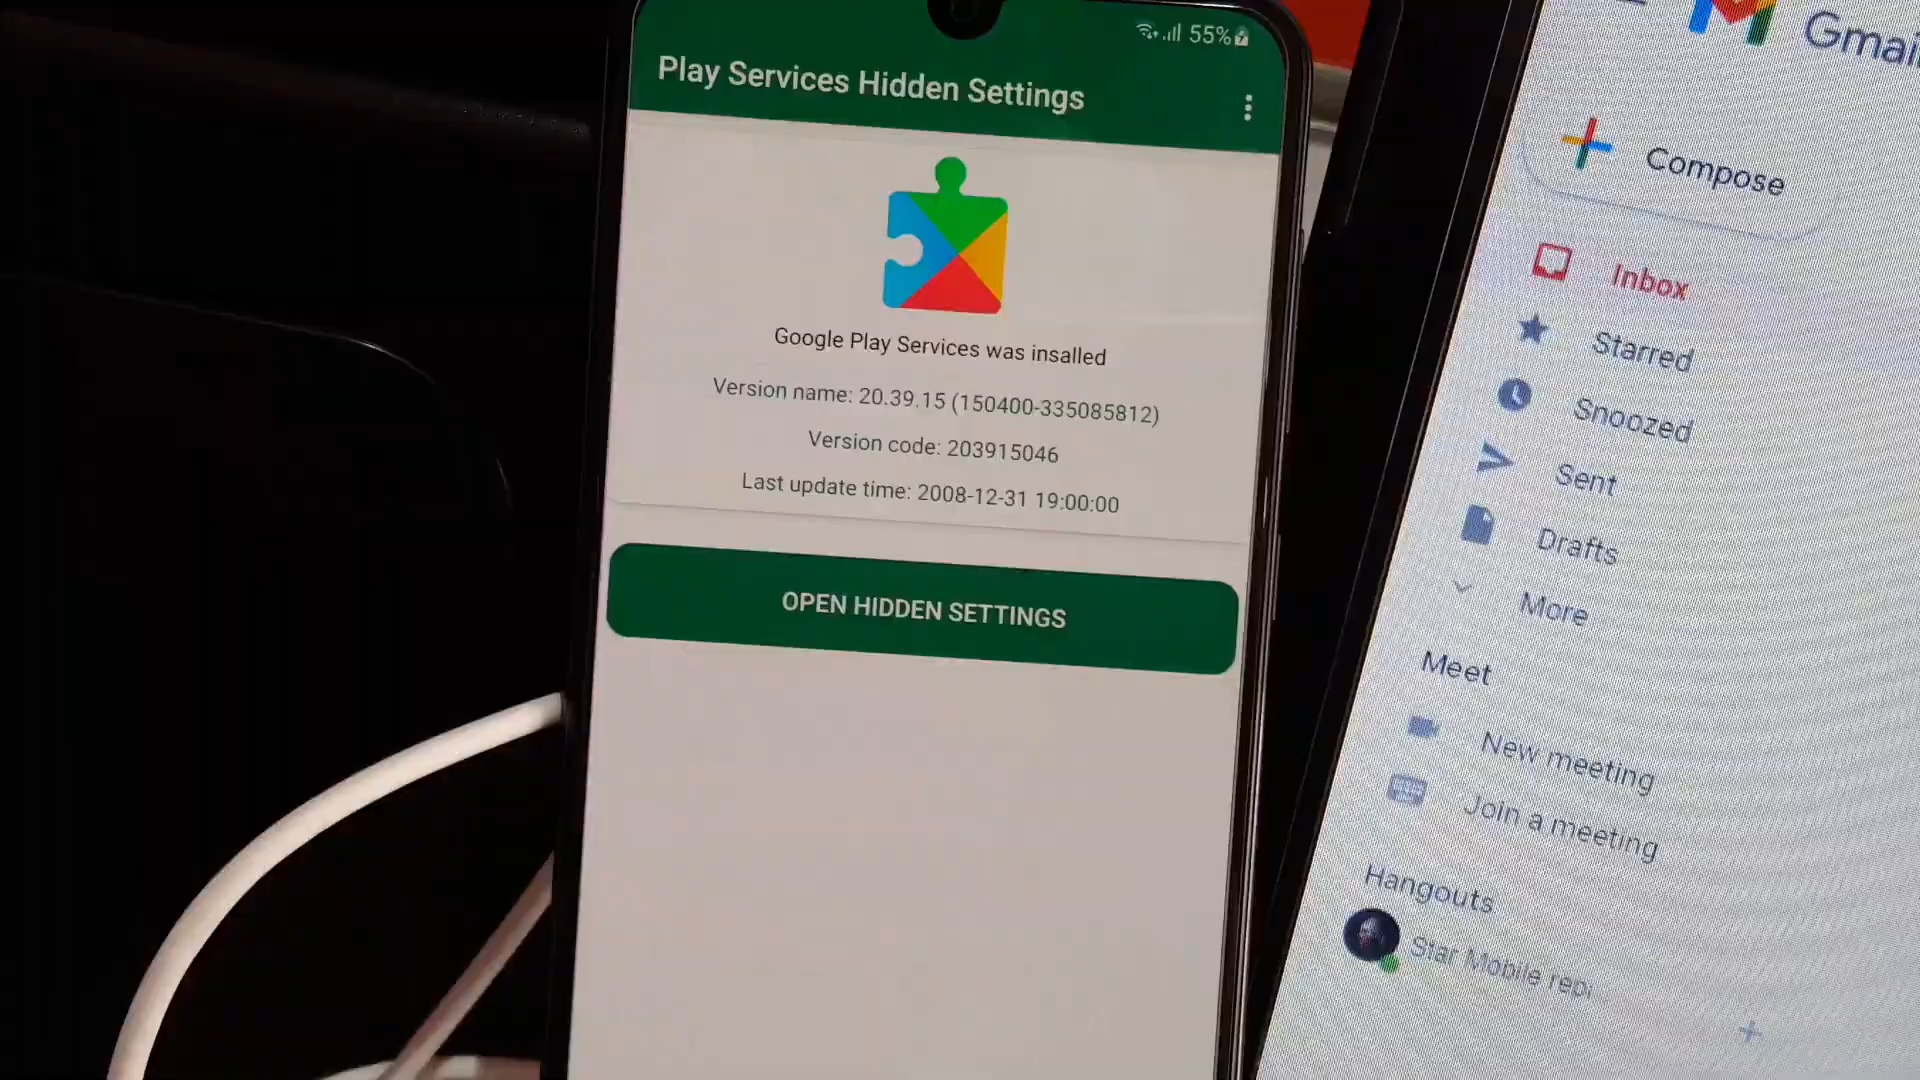 55%
Play Services Hidden Settings
Google Play Services was insalled
Version name: 20.39.15 (150400-335085812)
Version code: 203915046
Last update time: 2008-12-31 19:00:00
OPEN HIDDEN SETTINGS
Gmai
Compose
Inbox
Starred
Snoozed
Sent
Drafts
More
Meet
New meeting
Join a meeting
Hangouts
Star Mobile repi